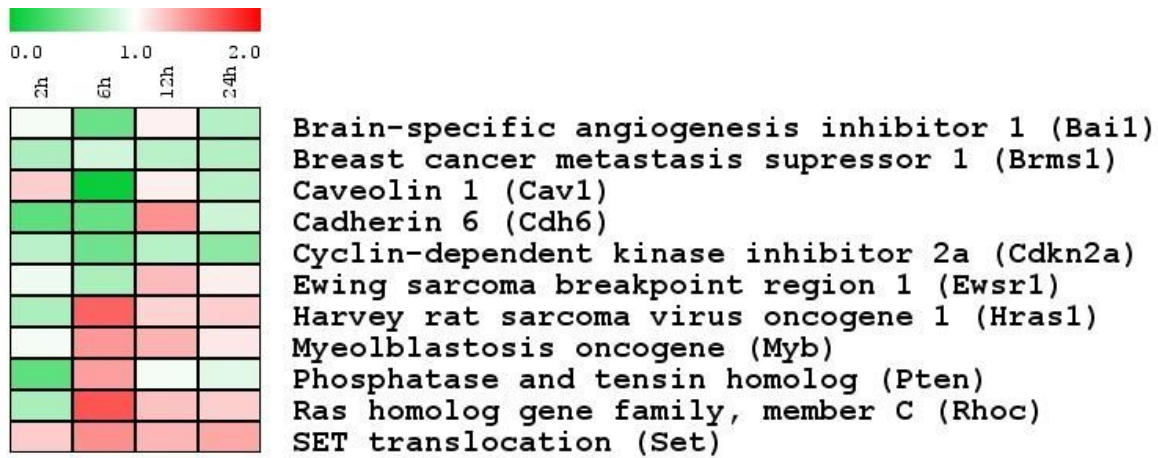 0.0 1.0 2.0
2h 6h 12h 24h
Brain-specific angiogenesis inhibitor 1 (Bai1)
Breast cancer metastasis supressor 1 (Brms1)
Caveolin 1 (Cav1)
Cadherin 6 (Cdh6)
Cyclin-dependent kinase inhibitor 2a (Cdkn2a)
Ewing sarcoma breakpoint region 1 (Ewsr1)
Harvey rat sarcoma virus oncogene 1 (Hras1)
Myeolblastosis oncogene (Myb)
Phosphatase and tensin homolog (Pten)
Ras homolog gene family, member C (Rhoc)
SET translocation (Set)